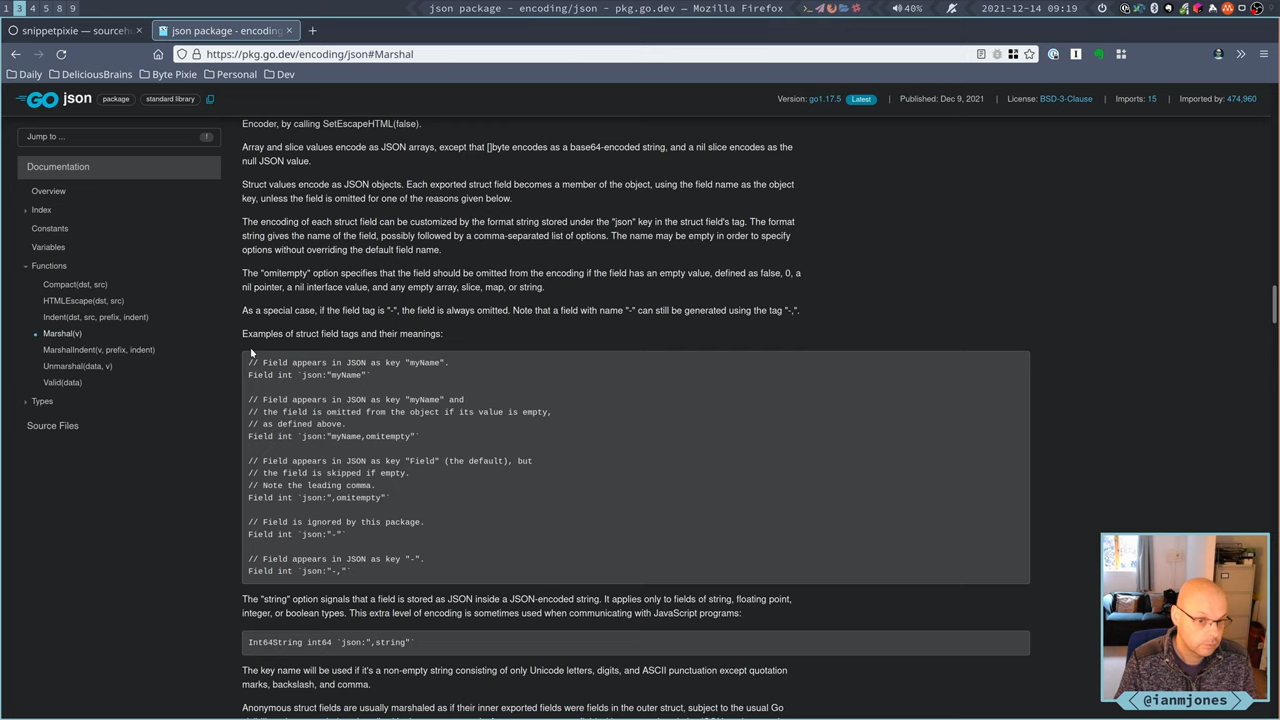 1 3 4 5 8 9
json package - encoding/json - pkg.go.dev — Mozilla Firefox
40%
2021-12-14 09:19
snippetpixie — sourcehu
json package - encoding/
https://pkg.go.dev/encoding/json#Marshal
Daily
DeliciousBrains
Byte Pixie
Personal
Dev
GO json package standard library
Version: go1.17.5 Latest | Published: Dec 9, 2021 | License: BSD-3-Clause | Imports: 15 | Imported by: 474,960
Jump to ... f
Documentation
Overview
Index
Constants
Variables
Functions
Compact(dst, src)
HTMLEscape(dst, src)
Indent(dst, src, prefix, indent)
Marshal(v)
MarshalIndent(v, prefix, indent)
Unmarshal(data, v)
Valid(data)
Types
Source Files
Encoder, by calling SetEscapeHTML(false).
Array and slice values encode as JSON arrays, except that []byte encodes as a base64-encoded string, and a nil slice encodes as the
null JSON value.
Struct values encode as JSON objects. Each exported struct field becomes a member of the object, using the field name as the object
key, unless the field is omitted for one of the reasons given below.
The encoding of each struct field can be customized by the format string stored under the "json" key in the struct field's tag. The format
string gives the name of the field, possibly followed by a comma-separated list of options. The name may be empty in order to specify
options without overriding the default field name.
The "omitempty" option specifies that the field should be omitted from the encoding if the field has an empty value, defined as false, 0, a
nil pointer, a nil interface value, and any empty array, slice, map, or string.
As a special case, if the field tag is "-", the field is always omitted. Note that a field with name "-" can still be generated using the tag "-,".
Examples of struct field tags and their meanings:
// Field appears in JSON as key "myName".
Field int `json:"myName"`
// Field appears in JSON as key "myName" and
// the field is omitted from the object if its value is empty,
// as defined above.
Field int `json:"myName,omitempty"`
// Field appears in JSON as key "Field" (the default), but
// the field is skipped if empty.
// Note the leading comma.
Field int `json:",omitempty"`
// Field is ignored by this package.
Field int `json:"-"`
// Field appears in JSON as key "-".
Field int `json:"-,"`
The "string" option signals that a field is stored as JSON inside a JSON-encoded string. It applies only to fields of string, floating point,
integer, or boolean types. This extra level of encoding is sometimes used when communicating with JavaScript programs:
Int64String int64 `json:",string"`
The key name will be used if it's a non-empty string consisting of only Unicode letters, digits, and ASCII punctuation except quotation
marks, backslash, and comma.
Anonymous struct fields are usually marshaled as if their inner exported fields were fields in the outer struct, subject to the usual Go
@ianmjones